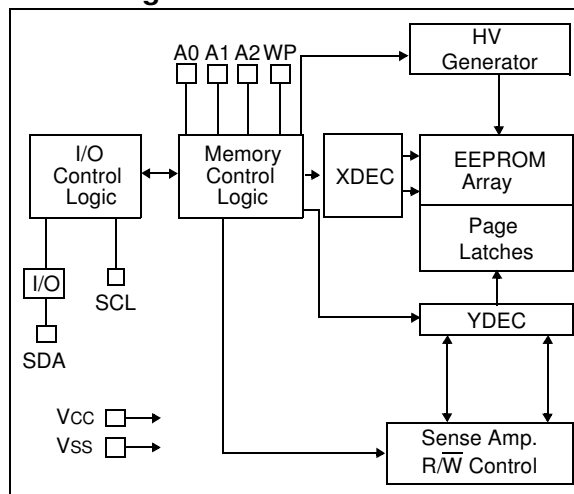 A0 A1 A2 WP
HV
Generator
I/O
Control
Logic
Memory
Control
Logic
XDEC
EEPROM
Array
Page
Latches
I/O
SCL
SDA
YDEC
VCC
VSS
Sense Amp.
R/W̅ Control